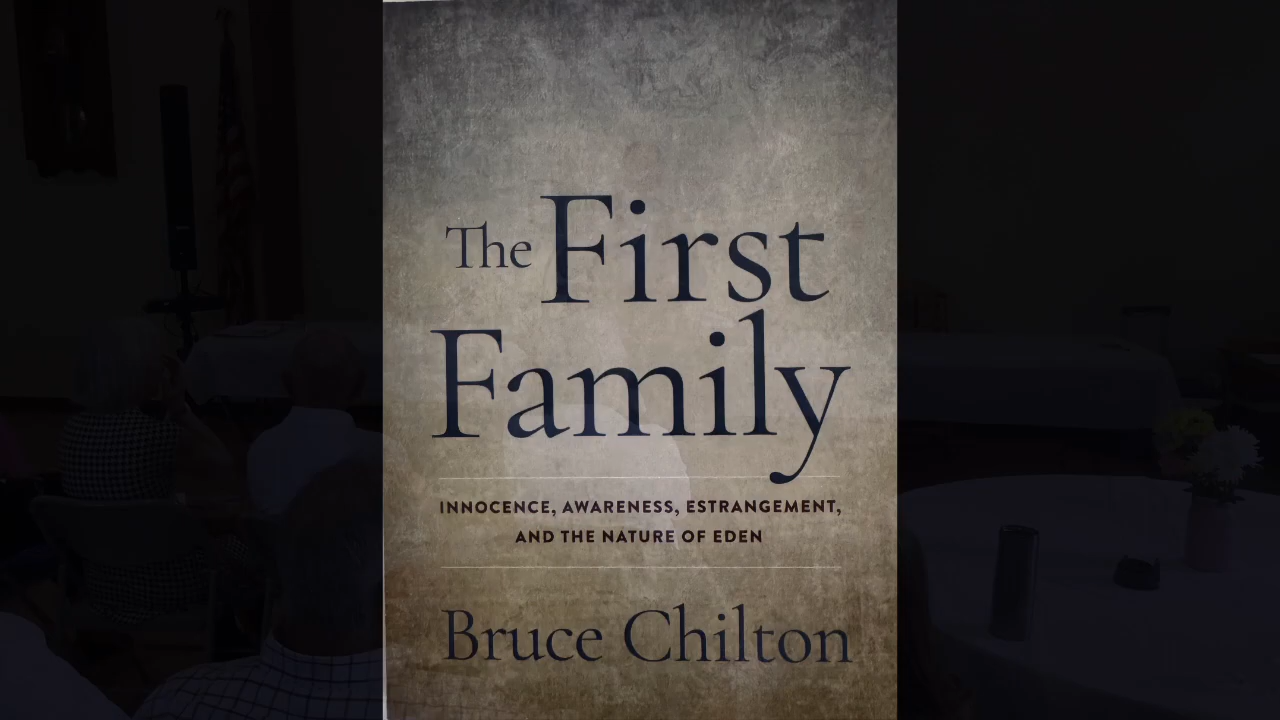 The First
Family
INNOCENCE, AWARENESS, ESTRANGEMENT,
AND THE NATURE OF EDEN
Bruce Chilton